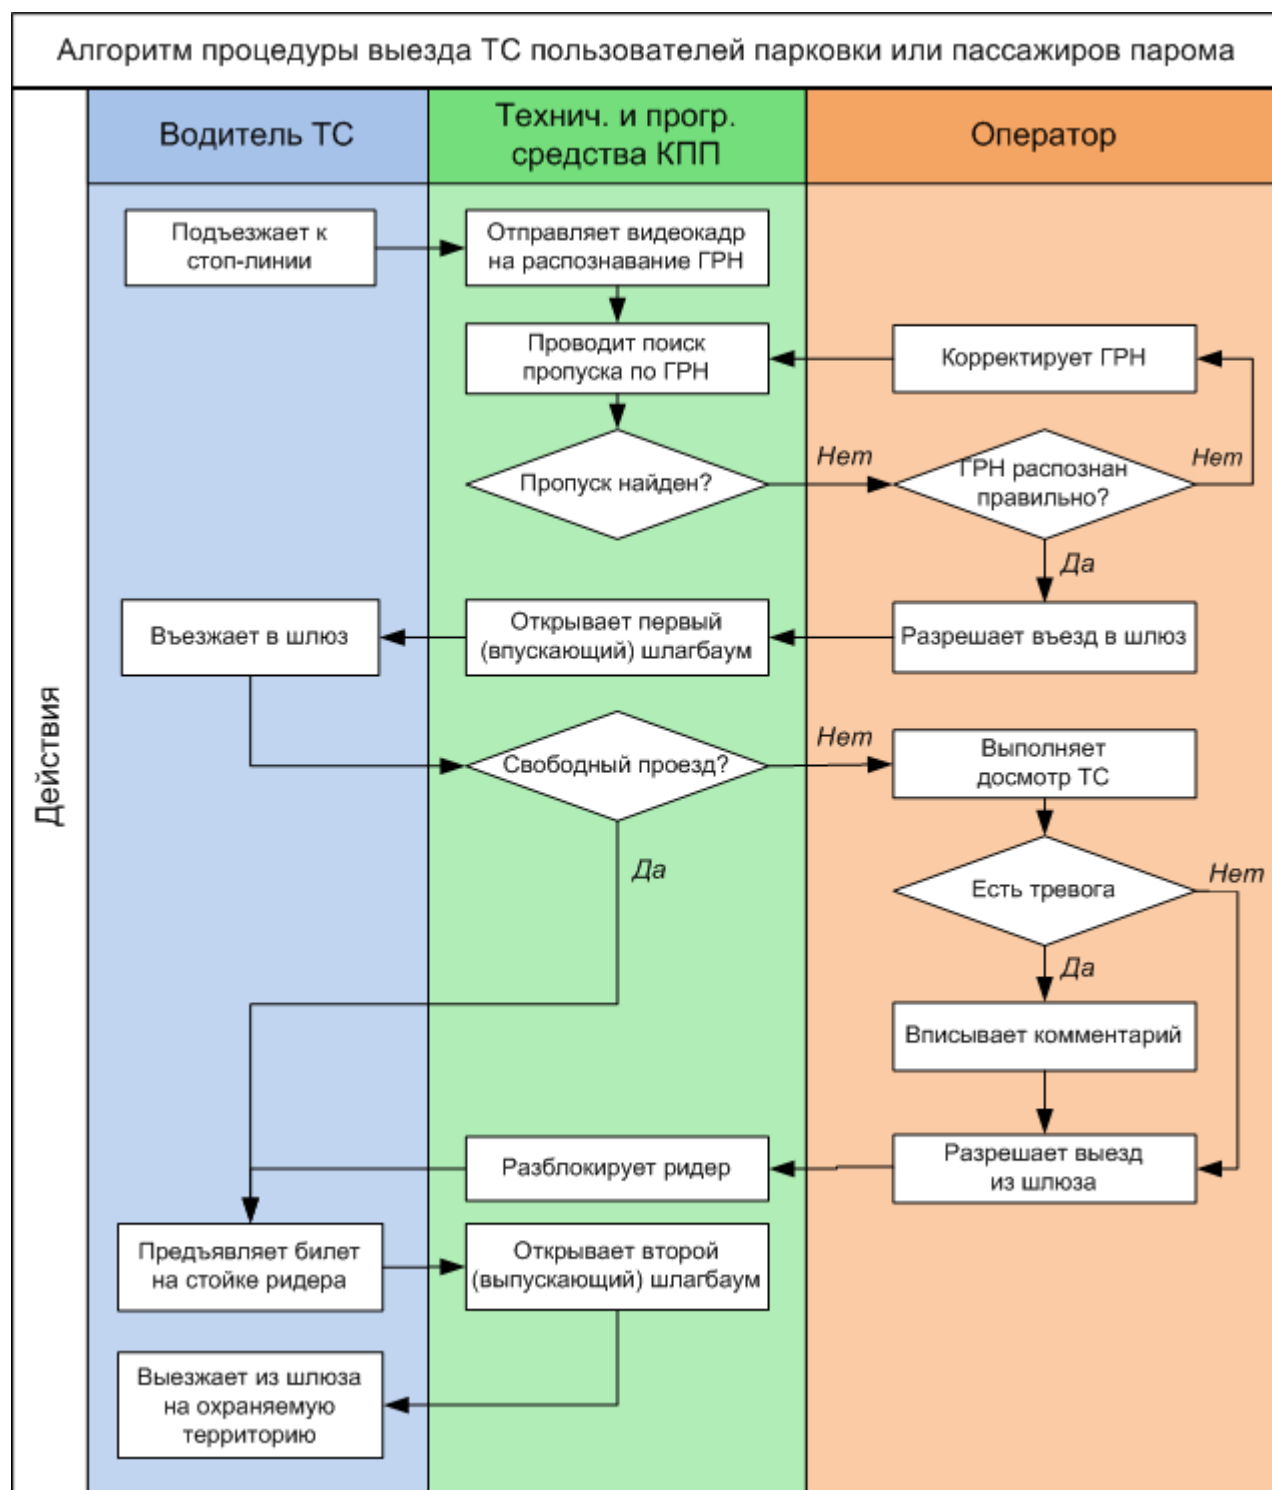 Алгоритм процедуры выезда ТС пользователей парковки или пассажиров парома
Водитель ТС
Технич. и прогр.
средства КПП
Оператор
Действия
Подъезжает к
стоп-линии
Отправляет видеокадр
на распознавание ГРН
Проводит поиск
пропуска по ГРН
Корректирует ГРН
Пропуск найден?
Нет
ГРН распознан
правильно?
Нет
Да
Въезжает в шлюз
Открывает первый
(впускающий) шлагбаум
Разрешает въезд в шлюз
Свободный проезд?
Нет
Выполняет
досмотр ТС
Да
Есть тревога
Нет
Да
Вписывает комментарий
Разблокирует ридер
Разрешает выезд
из шлюза
Предъявляет билет
на стойке ридера
Открывает второй
(выпускающий) шлагбаум
Выезжает из шлюза
на охраняемую
территорию